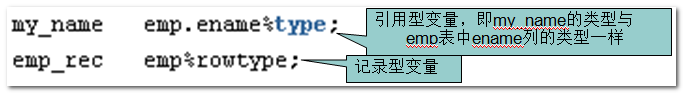 my_name emp.ename%type;
引用型变量，即my_name的类型与
emp表中ename列的类型一样
emp_rec emp%rowtype;
记录型变量